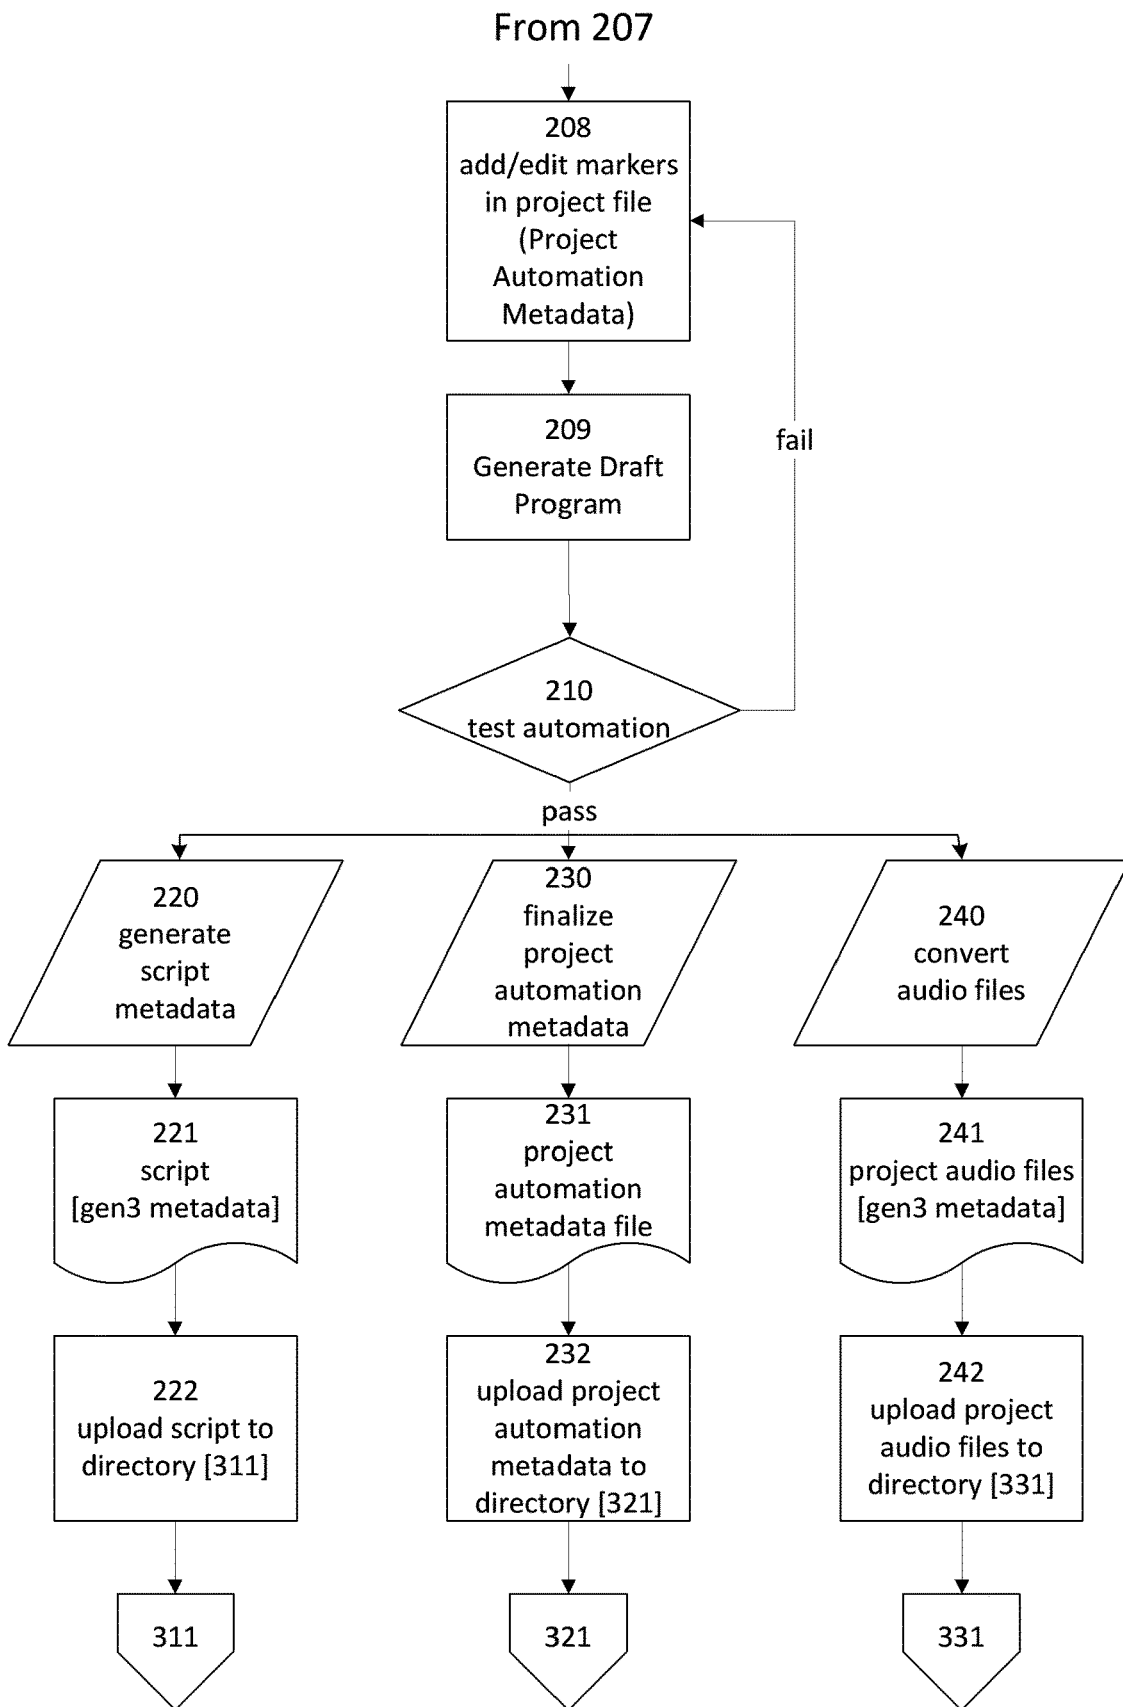 From 207
208
add/edit markers
in project file
(Project
Automation
Metadata)
209
Generate Draft
Program
fail
210
test automation
pass
220
generate
script
metadata
230
finalize
project
automation
metadata
240
convert
audio files
221
script
[gen3 metadata]
231
project
automation
metadata file
241
project audio files
[gen3 metadata]
222
upload script to
directory [311]
232
upload project
automation
metadata to
directory [321]
242
upload project
audio files to
directory [331]
311
321
331